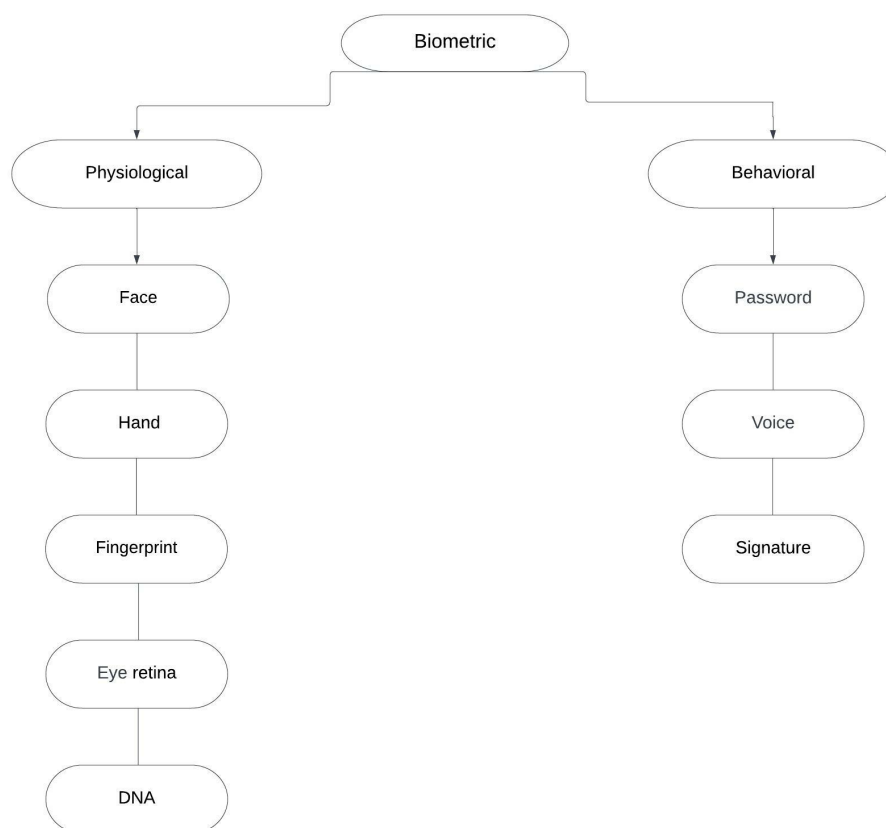 Biometric
Physiological
Behavioral
Face
Password
Hand
Voice
Fingerprint
Signature
Eye retina
DNA